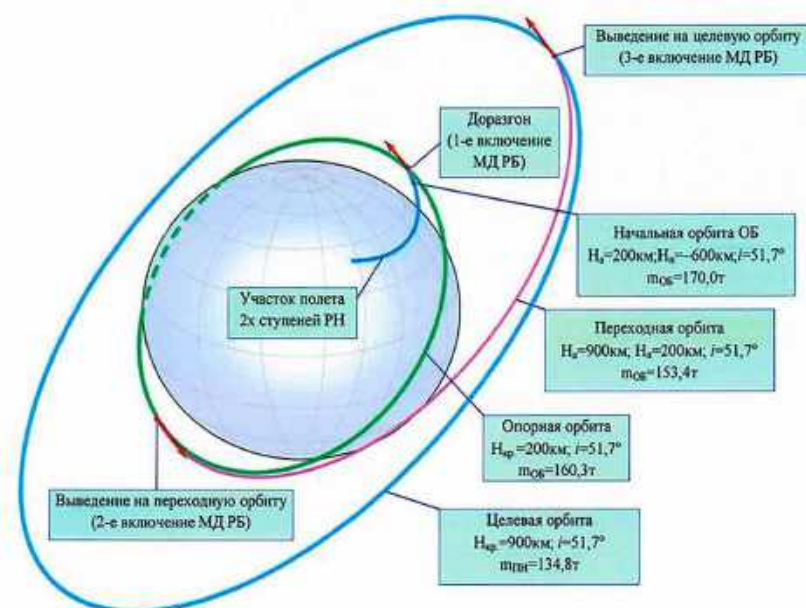 Выведение на целевую орбиту
(3-е включение МД РБ)
Доразгон
(1-е включение
МД РБ)
Начальная орбита ОБ
Hа=200км;Hа=–600км;i=51,7°
mОБ=170,0т
Участок полета
2х ступеней РН
Переходная орбита
Hа=900км; Hа=200км; i=51,7°
mОБ=153,4т
Опорная орбита
Hкр.=200км; i=51,7°
mОБ=160,3т
Выведение на переходную орбиту
(2-е включение МД РБ)
Целевая орбита
Hкр.=900км; i=51,7°
mПН=134,8т